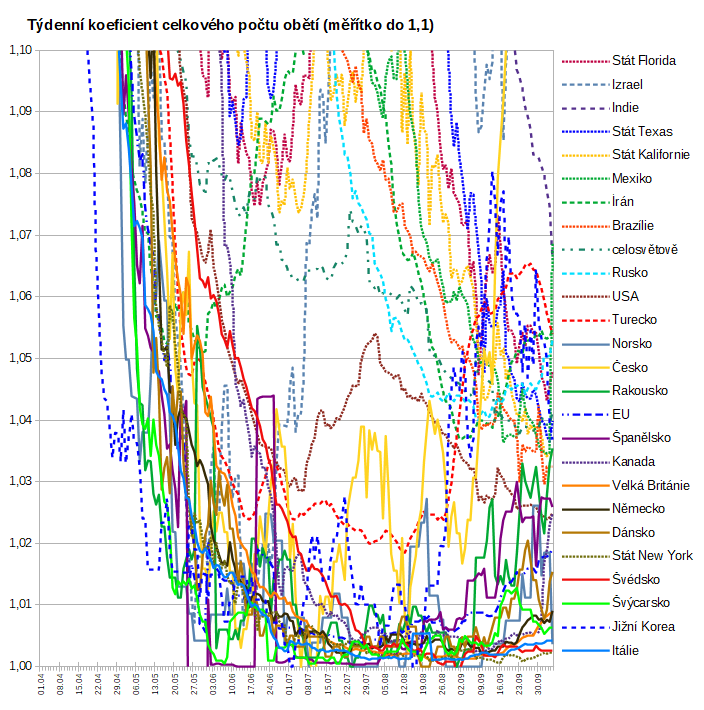 Týdenní koeficient celkového počtu obětí (měřítko do 1,1)
1,10
1,09
1,08
1,07
1,06
1,05
1,04
1,03
1,02
1,01
1,00
01.04
08.04
15.04
22.04
29.04
06.05
13.05
20.05
27.05
03.06
10.06
17.06
24.06
01.07
08.07
15.07
22.07
29.07
05.08
12.08
19.08
26.08
02.09
09.09
16.09
23.09
30.09
Stát Florida
Izrael
Indie
Stát Texas
Stát Kalifornie
Mexiko
Írán
Brazílie
celosvětově
Rusko
USA
Turecko
Norsko
Česko
Rakousko
EU
Španělsko
Kanada
Velká Británie
Německo
Dánsko
Stát New York
Švédsko
Švýcarsko
Jižní Korea
Itálie